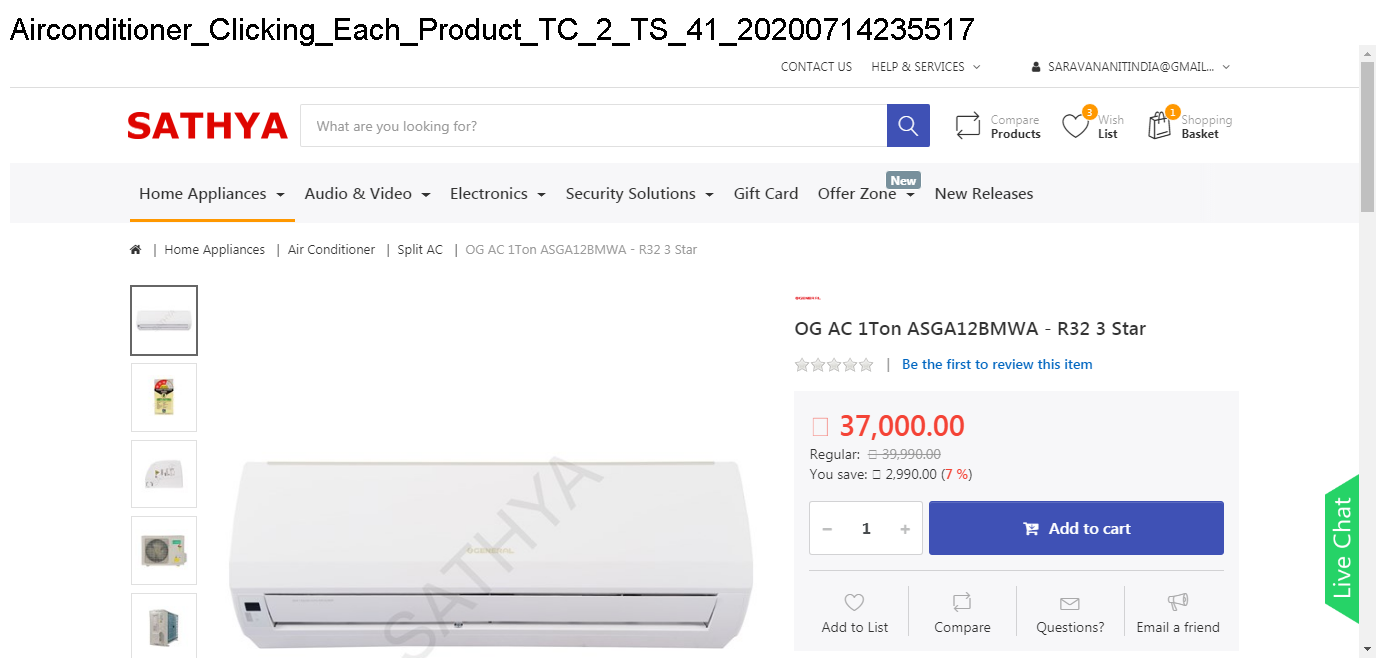 Airconditioner_Clicking_Each_Product_TC_2_TS_41_20200714235517
CONTACT US HELP & SERVICES SARAVANANITINDIA@GMAIL...
SATHYA What are you looking for? Compare Products 3 Wish List 1 Shopping Basket
Home Appliances Audio & Video Electronics Security Solutions Gift Card Offer Zone New New Releases
| Home Appliances | Air Conditioner | Split AC | OG AC 1Ton ASGA12BMWA - R32 3 Star
OG AC 1Ton ASGA12BMWA - R32 3 Star
| Be the first to review this item
37,000.00
Regular: 39,990.00
You save: 2,990.00 (7 %)
− 1 + Add to cart
GENERAL
SATHYA
Live Chat
Add to List Compare Questions? Email a friend